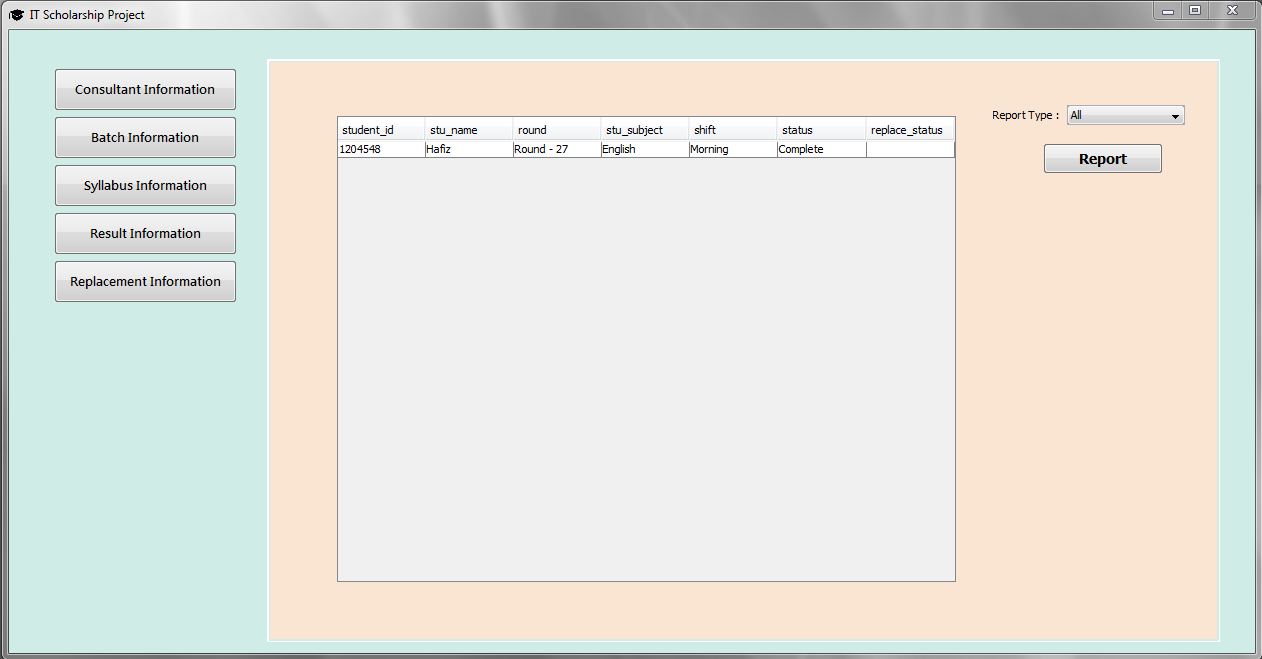 IT Scholarship Project
Consultant Information
Batch Information
Syllabus Information
Result Information
Replacement Information
student_id stu_name round stu_subject shift status replace_status
1204548 Hafiz Round - 27 English Morning Complete
Report Type : All
Report